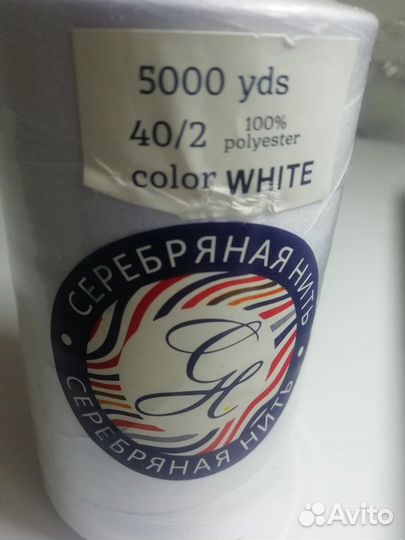 5000 yds
40/2 100% polyester
color WHITE
СЕРЕБРЯНАЯ НИТЬ
СН
СЕРЕБРЯНАЯ НИТЬ
Avito